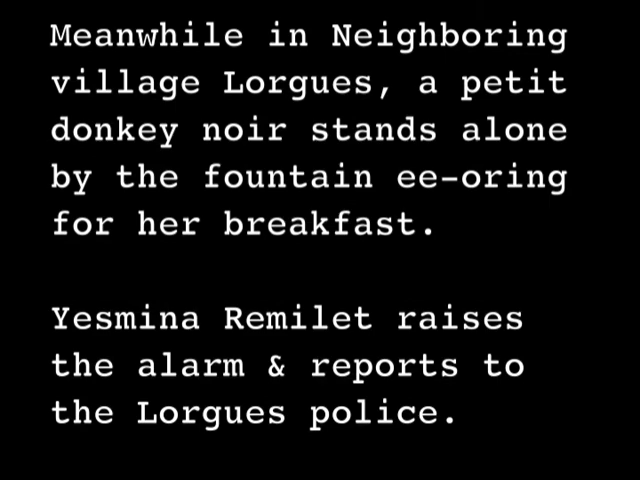 Meanwhile in Neighboring
village Lorgues, a petit
donkey noir stands alone
by the fountain ee-oring
for her breakfast.
Yesmina Remilet raises
the alarm & reports to
the Lorgues police.